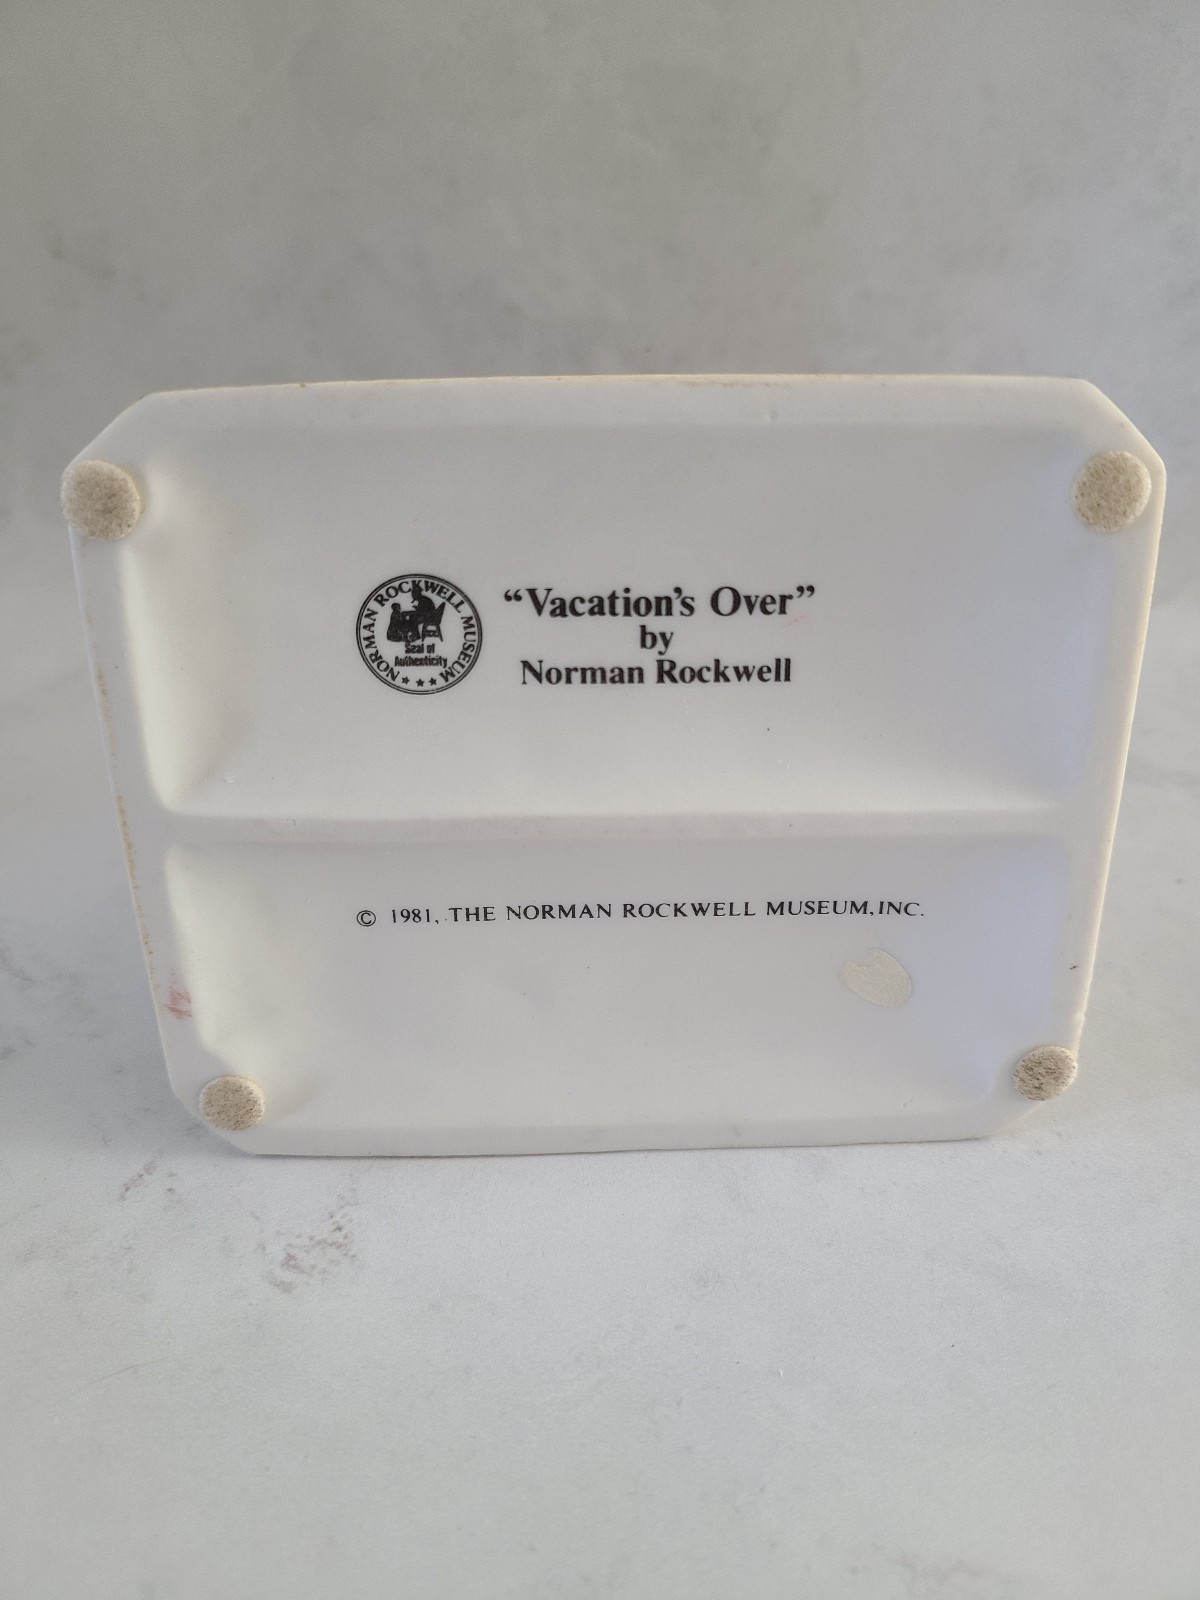 NORMAN ROCKWELL MUSEUM
Seal of
Authenticity
“Vacation's Over”
by
Norman Rockwell
© 1981, THE NORMAN ROCKWELL MUSEUM, INC.